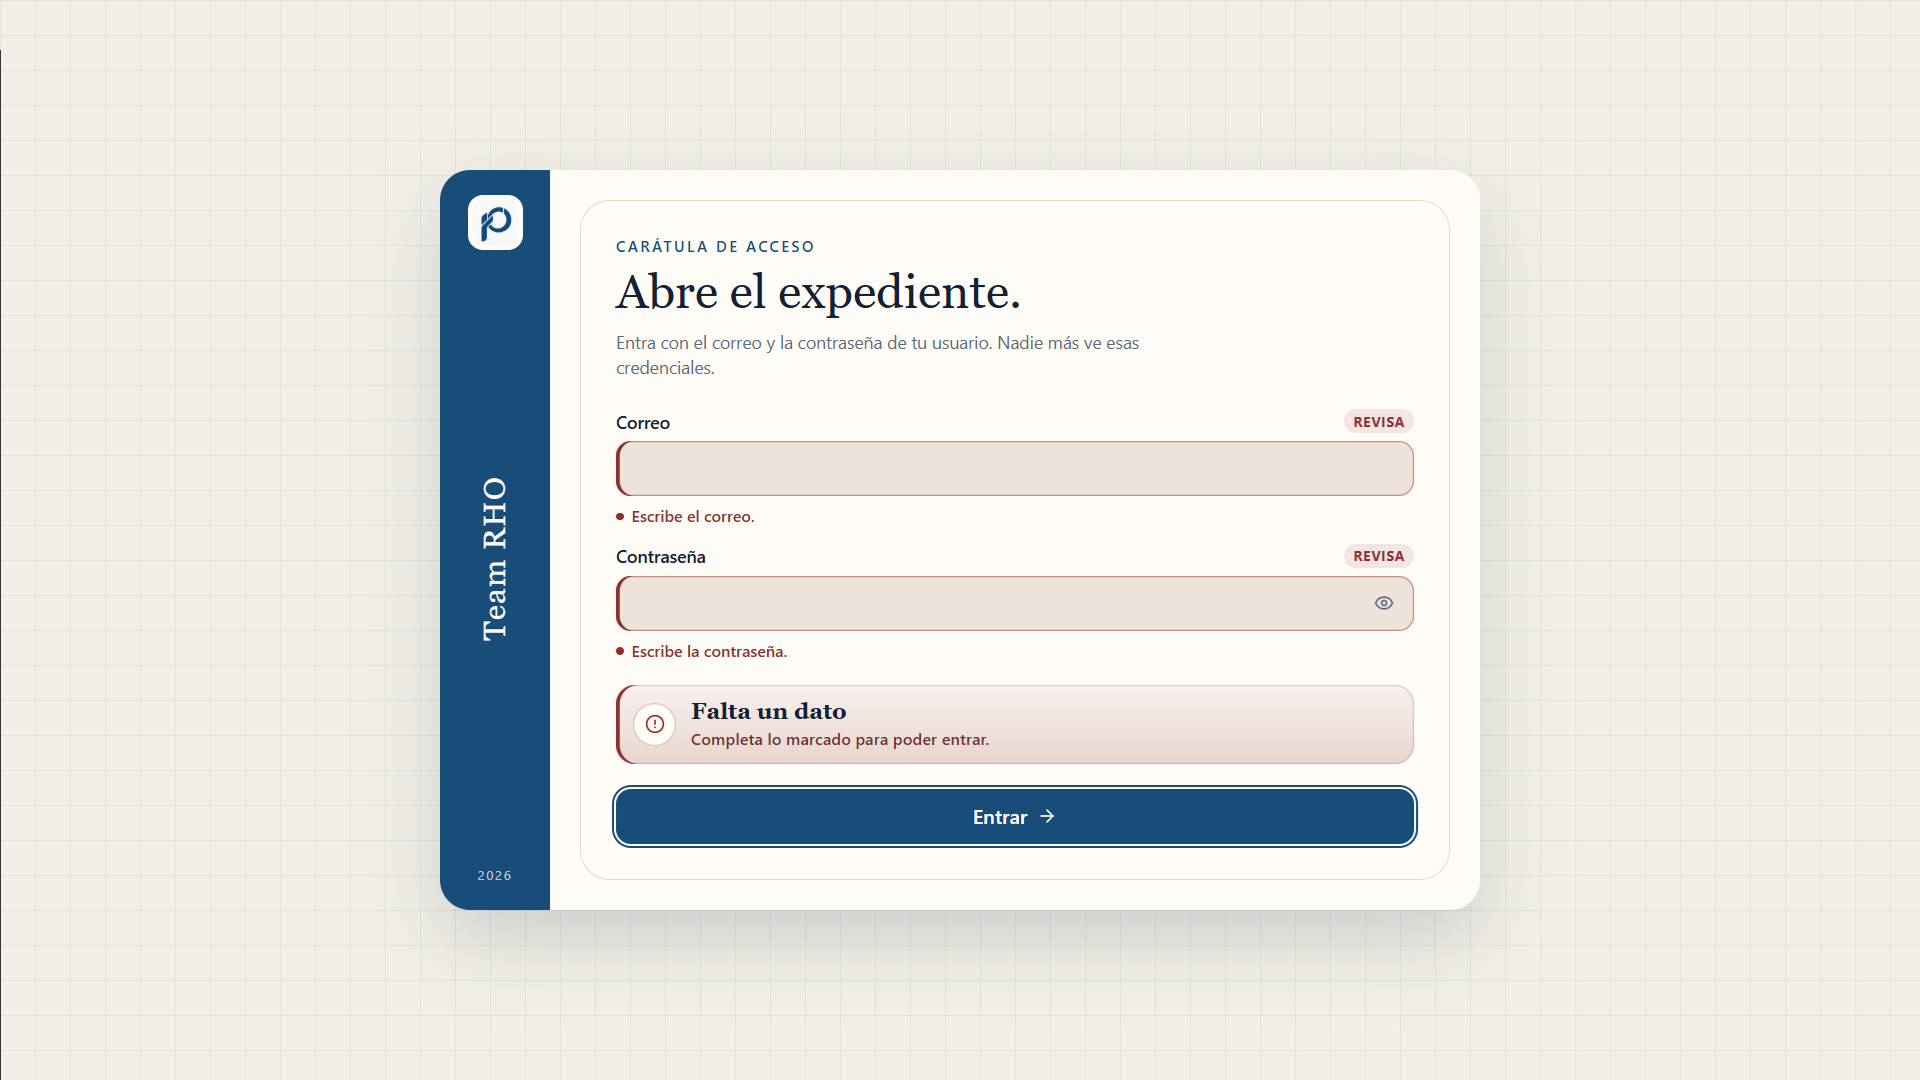 Team RHO
2026
CARÁTULA DE ACCESO
Abre el expediente.
Entra con el correo y la contraseña de tu usuario. Nadie más ve esas
credenciales.
Correo
REVISA
Escribe el correo.
Contraseña
REVISA
Escribe la contraseña.
Falta un dato
Completa lo marcado para poder entrar.
Entrar